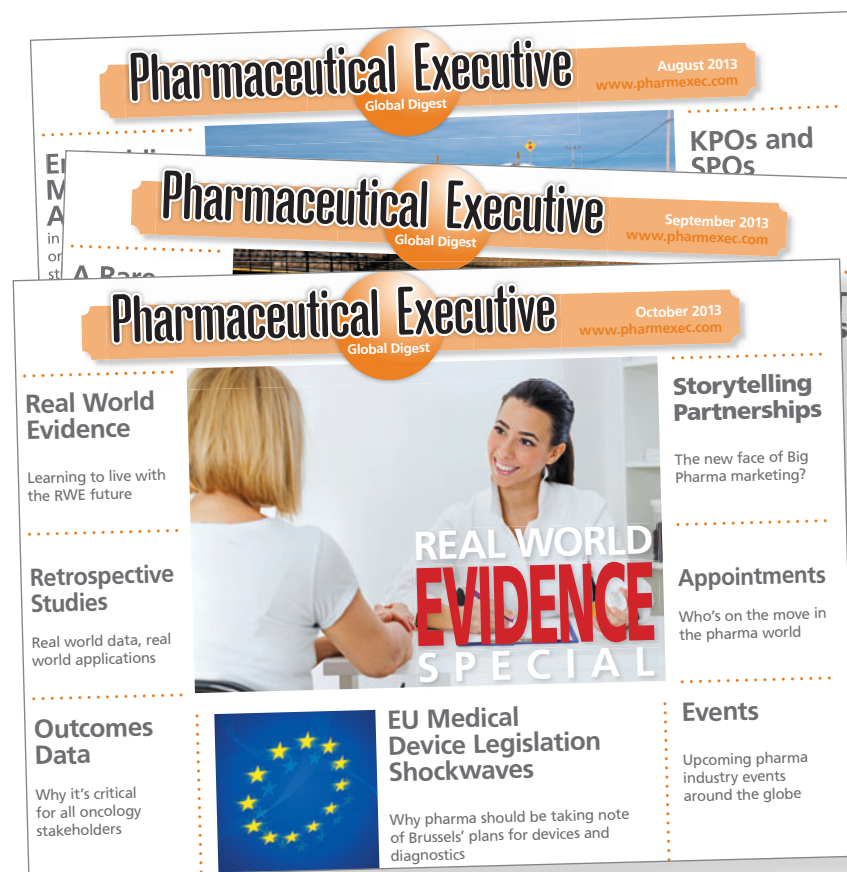 Pharmaceutical Executive
Global Digest
August 2013
www.pharmexec.com
KPOs and
SPOs
in
or
st
Pharmaceutical Executive
Global Digest
September 2013
www.pharmexec.com
A Rare
Pharmaceutical Executive
Global Digest
October 2013
www.pharmexec.com
Real World
Evidence
Learning to live with
the RWE future
Retrospective
Studies
Real world data, real
world applications
Outcomes
Data
Why it's critical
for all oncology
stakeholders
REAL WORLD
EVIDENCE
SPECIAL
EU Medical
Device Legislation
Shockwaves
Why pharma should be taking note
of Brussels' plans for devices and
diagnostics
Storytelling
Partnerships
The new face of Big
Pharma marketing?
Appointments
Who's on the move in
the pharma world
Events
Upcoming pharma
industry events
around the globe